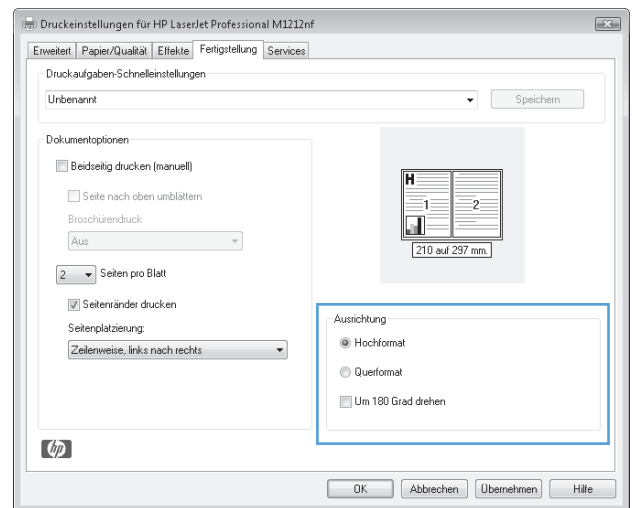 Druckeinstellungen für HP LaserJet Professional M1212nf
Erweitert Papier/Qualität Effekte Fertigstellung Services
Druckaufgaben-Schnelleinstellungen
Unbenannt Speichern
Dokumentoptionen
Beidseitig drucken (manuell)
Seite nach oben umblättern
Broschürendruck
Aus
2 Seiten pro Blatt
Seitenränder drucken
Seitenplatzierung:
Zeilenweise, links nach rechts
H
1 2
210 auf 297 mm.
Ausrichtung
Hochformat
Querformat
Um 180 Grad drehen
hp
OK Abbrechen Übernehmen Hilfe